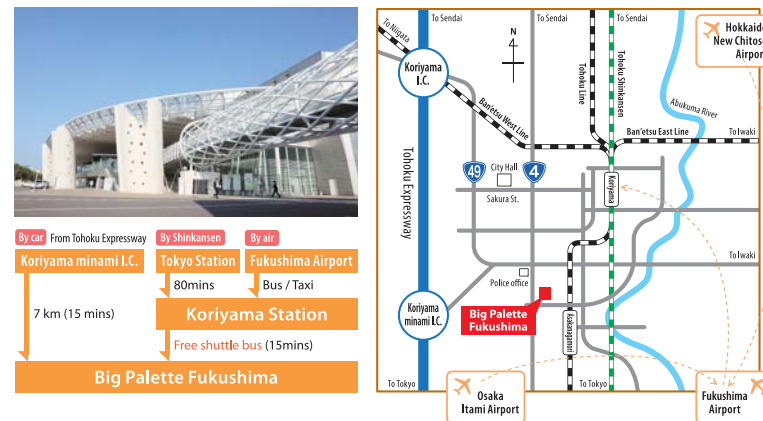 By car From Tohoku Expressway
Koriyama minami I.C.
7 km (15 mins)
By Shinkansen
Tokyo Station
80mins
By air
Fukushima Airport
Bus / Taxi
Koriyama Station
Free shuttle bus (15mins)
Big Palette Fukushima
To Sendai
To Sendai
To Sendai
To Niigata
N
4
Hokkaido
New Chitose
Airport
Koriyama
I.C.
Tohoku Line
Tohoku Shinkansen
Ban'etsu West Line
Abukuma River
Ban'etsu East Line
To Iwaki
Tohoku Expressway
49
City Hall
4
Sakura St.
Koriyama
To Iwaki
Police office
Koriyama
minami I.C.
Big Palette
Fukushima
Asakanagamori
To Tokyo
To Tokyo
Osaka
Itami Airport
Fukushima
Airport